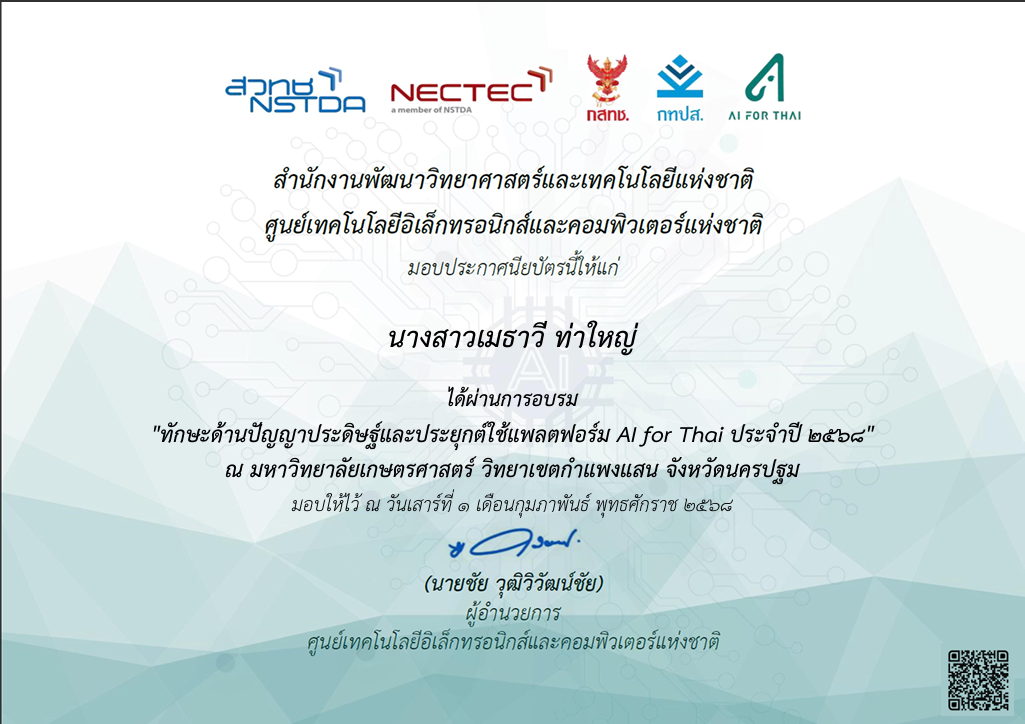 สวทช
NSTDA
NECTEC
a member of NSTDA
กสทช.
กทปส.
AI FOR THAI
สำนักงานพัฒนาวิทยาศาสตร์และเทคโนโลยีแห่งชาติ
ศูนย์เทคโนโลยีอิเล็กทรอนิกส์และคอมพิวเตอร์แห่งชาติ
มอบประกาศนียบัตรนี้ให้แก่
นางสาวเมธาวี ท่าใหญ่
Ai
ได้ผ่านการอบรม
"ทักษะด้านปัญญาประดิษฐ์และประยุกต์ใช้แพลตฟอร์ม AI for Thai ประจำปี ๒๕๖๘"
ณ มหาวิทยาลัยเกษตรศาสตร์ วิทยาเขตกำแพงแสน จังหวัดนครปฐม
มอบให้ไว้ ณ วันเสาร์ที่ ๑ เดือนกุมภาพันธ์ พุทธศักราช ๒๕๖๘
(นายชัย วุฒิวิวัฒน์ชัย)
ผู้อำนวยการ
ศูนย์เทคโนโลยีอิเล็กทรอนิกส์และคอมพิวเตอร์แห่งชาติ